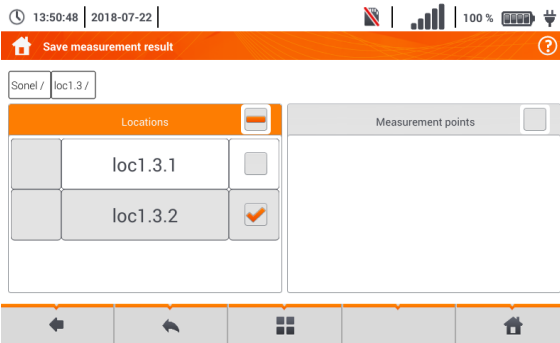 13:50:48 2018-07-22 100 %
Save measurement result ?
Sonel / loc1.3 /
Locations Measurement points
loc1.3.1
loc1.3.2